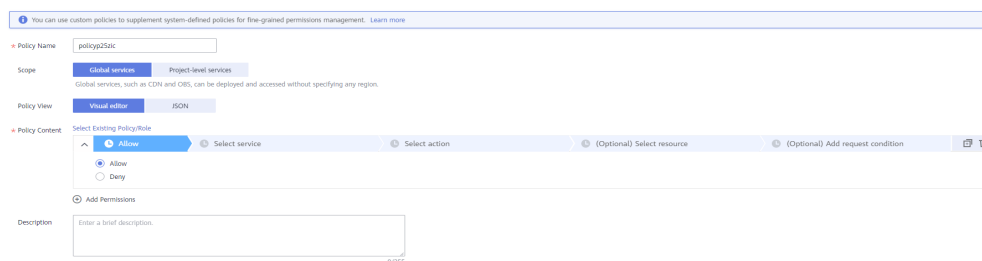 You can use custom policies to supplement system-defined policies for fine-grained permissions management. Learn more
* Policy Name policyp25zic
Scope Global services Project-level services
Global services, such as CDN and OBS, can be deployed and accessed without specifying any region.
Policy View Visual editor JSON
* Policy Content Select Existing Policy/Role
Allow Select service Select action (Optional) Select resource (Optional) Add request condition
Allow
Deny
Add Permissions
Description Enter a brief description.